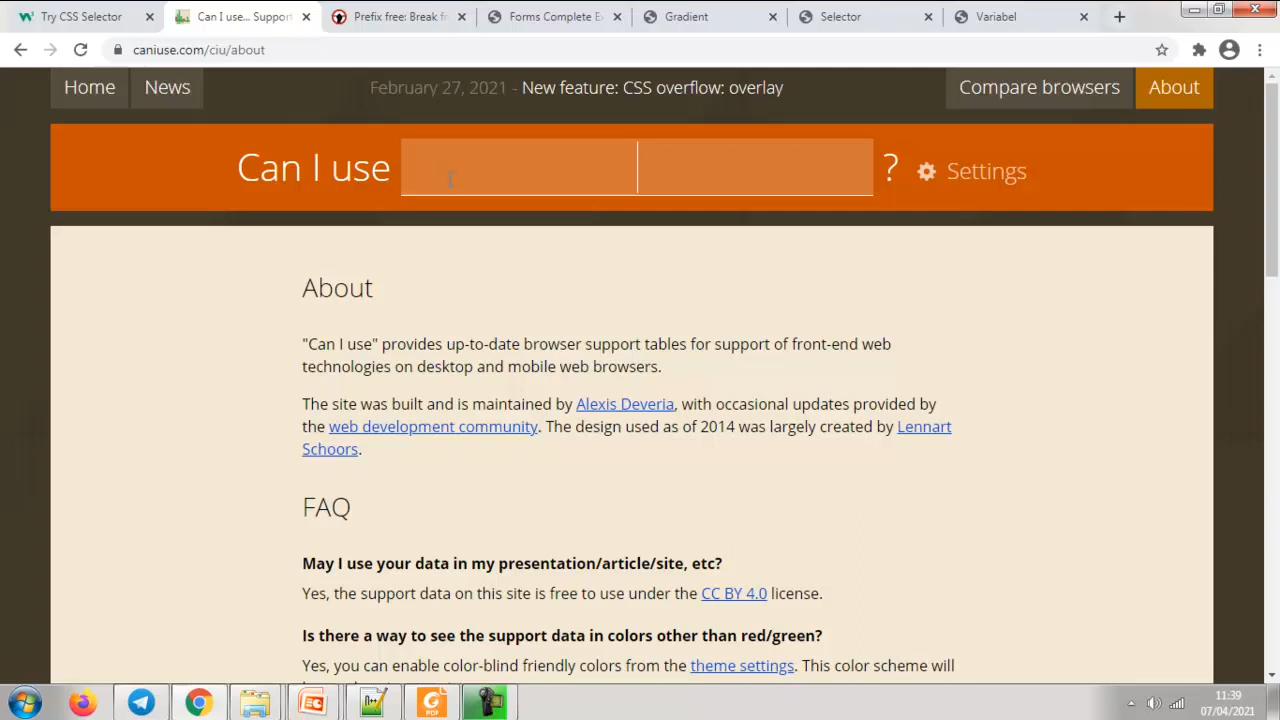 Try CSS Selector
Can I use... Support
Prefix free: Break
Forms Complete Ex
Gradient
Selector
Variabel
caniuse.com/ciu/about
Home News February 27, 2021 - New feature: CSS overflow: overlay Compare browsers About
Can I use ? Settings
About
"Can I use" provides up-to-date browser support tables for support of front-end web
technologies on desktop and mobile web browsers.
The site was built and is maintained by Alexis Deveria, with occasional updates provided by
the web development community. The design used as of 2014 was largely created by Lennart
Schoors.
FAQ
May I use your data in my presentation/article/site, etc?
Yes, the support data on this site is free to use under the CC BY 4.0 license.
Is there a way to see the support data in colors other than red/green?
Yes, you can enable color-blind friendly colors from the theme settings. This color scheme will
11:39
07/04/2021